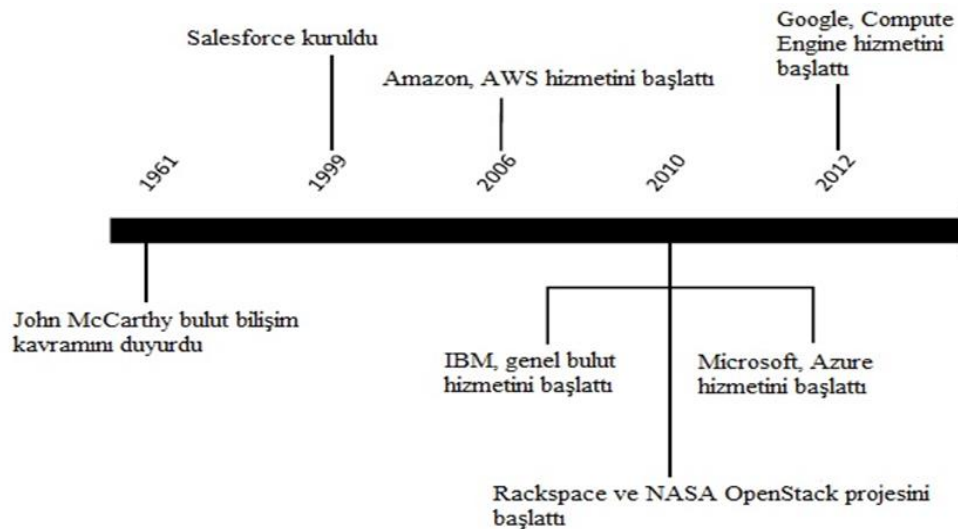 Google, Compute
Engine hizmetini
başlattı
Salesforce kuruldu
Amazon, AWS hizmetini başlattı
1961
1999
2006
2010
2012
John McCarthy bulut bilişim
kavramını duyurdu
IBM, genel bulut
hizmetini başlattı
Microsoft, Azure
hizmetini başlattı
Rackspace ve NASA OpenStack projesini
başlattı